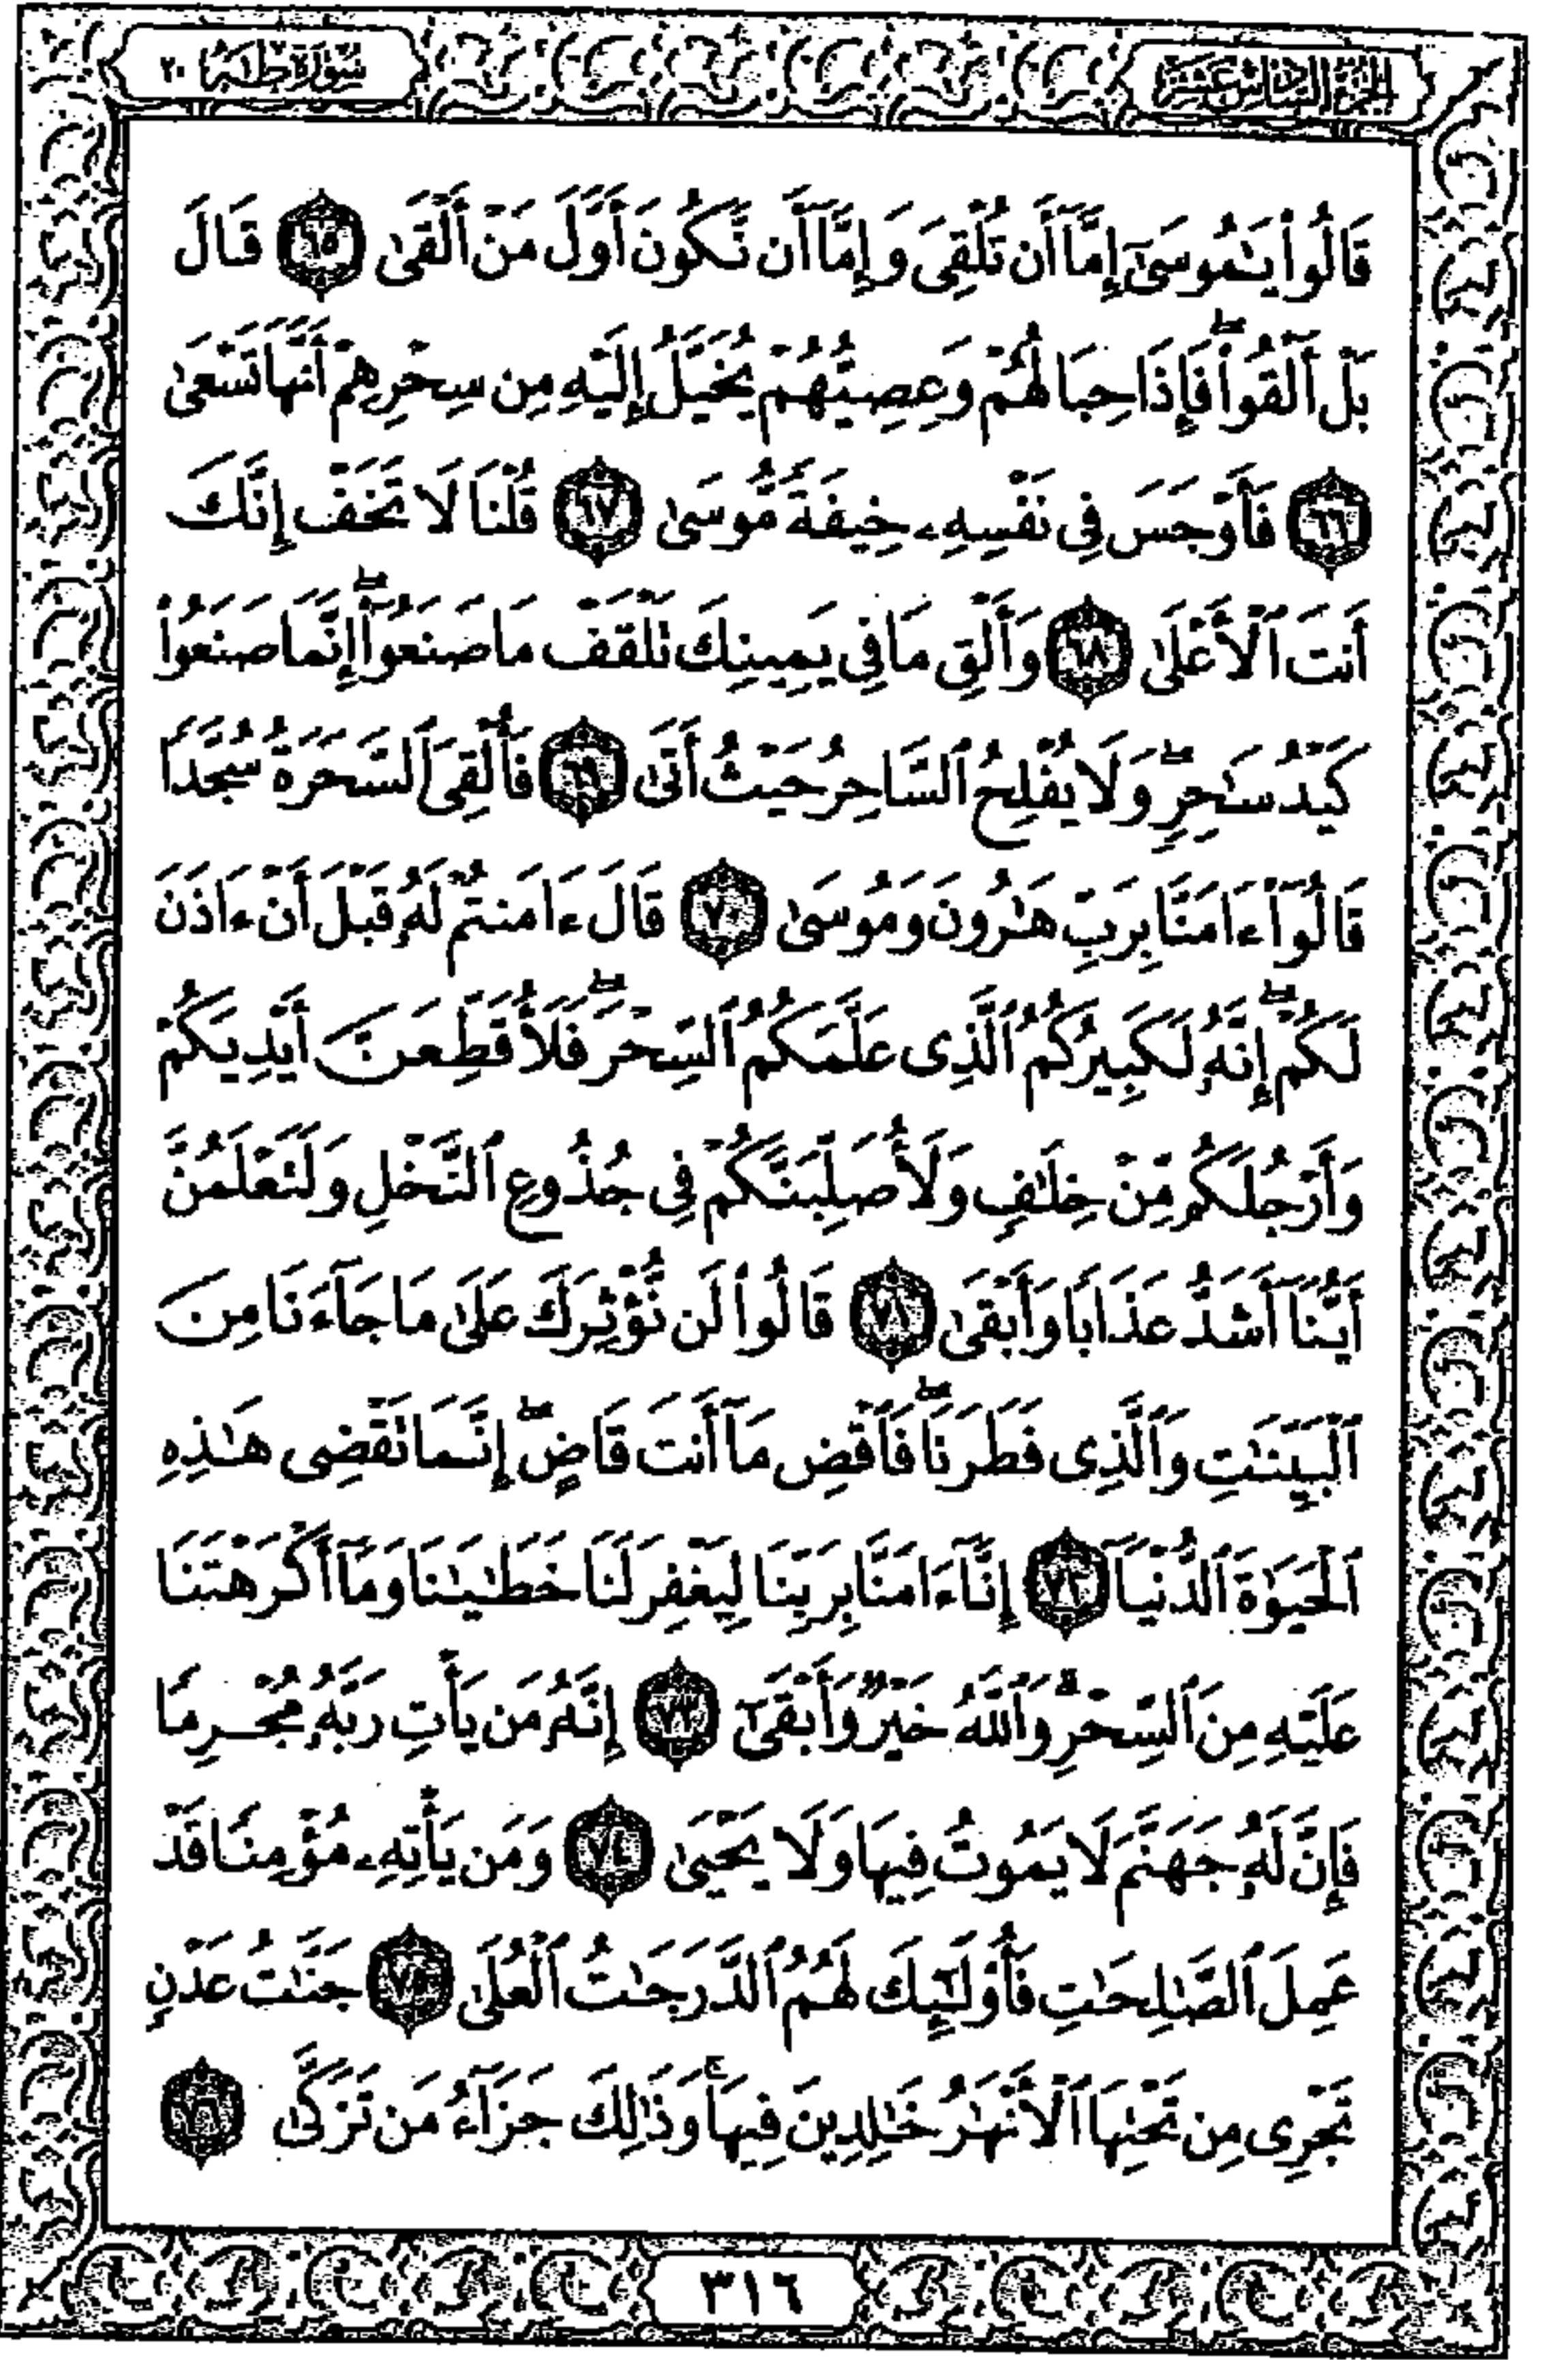 الجزء السادس عشر
سورة طه ٢٠
قَالُوا۟ يَـٰمُوسَىٰٓ إِمَّآ أَن تُلْقِىَ وَإِمَّآ أَن نَّكُونَ أَوَّلَ مَنْ أَلْقَىٰ ٦٥ قَالَ
بَلْ أَلْقُوا۟ ۖ فَإِذَا حِبَالُهُمْ وَعِصِيُّهُمْ يُخَيَّلُ إِلَيْهِ مِن سِحْرِهِمْ أَنَّهَا تَسْعَىٰ
٦٦ فَأَوْجَسَ فِى نَفْسِهِۦ خِيفَةً مُّوسَىٰ ٦٧ قُلْنَا لَا تَخَفْ إِنَّكَ
أَنتَ ٱلْأَعْلَىٰ ٦٨ وَأَلْقِ مَا فِى يَمِينِكَ تَلْقَفْ مَا صَنَعُوٓا۟ ۖ إِنَّمَا صَنَعُوا۟
كَيْدُ سَـٰحِرٍ ۖ وَلَا يُفْلِحُ ٱلسَّاحِرُ حَيْثُ أَتَىٰ ٦٩ فَأُلْقِىَ ٱلسَّحَرَةُ سُجَّدًا
قَالُوٓا۟ ءَامَنَّا بِرَبِّ هَـٰرُونَ وَمُوسَىٰ ٧٠ قَالَ ءَامَنتُمْ لَهُۥ قَبْلَ أَنْ ءَاذَنَ
لَكُمْ ۖ إِنَّهُۥ لَكَبِيرُكُمُ ٱلَّذِى عَلَّمَكُمُ ٱلسِّحْرَ ۖ فَلَأُقَطِّعَنَّ أَيْدِيَكُمْ
وَأَرْجُلَكُم مِّنْ خِلَـٰفٍ وَلَأُصَلِّبَنَّكُمْ فِى جُذُوعِ ٱلنَّخْلِ وَلَتَعْلَمُنَّ
أَيُّنَآ أَشَدُّ عَذَابًا وَأَبْقَىٰ ٧١ قَالُوا۟ لَن نُّؤْثِرَكَ عَلَىٰ مَا جَآءَنَا مِنَ
ٱلْبَيِّنَـٰتِ وَٱلَّذِى فَطَرَنَا ۖ فَٱقْضِ مَآ أَنتَ قَاضٍ ۖ إِنَّمَا تَقْضِى هَـٰذِهِ
ٱلْحَيَوٰةَ ٱلدُّنْيَآ ٧٢ إِنَّآ ءَامَنَّا بِرَبِّنَا لِيَغْفِرَ لَنَا خَطَـٰيَـٰنَا وَمَآ أَكْرَهْتَنَا
عَلَيْهِ مِنَ ٱلسِّحْرِ ۗ وَٱللَّهُ خَيْرٌ وَأَبْقَىٰٓ ٧٣ إِنَّهُۥ مَن يَأْتِ رَبَّهُۥ مُجْرِمًا
فَإِنَّ لَهُۥ جَهَنَّمَ لَا يَمُوتُ فِيهَا وَلَا يَحْيَىٰ ٧٤ وَمَن يَأْتِهِۦ مُؤْمِنًا قَدْ
عَمِلَ ٱلصَّـٰلِحَـٰتِ فَأُو۟لَـٰٓئِكَ لَهُمُ ٱلدَّرَجَـٰتُ ٱلْعُلَىٰ ٧٥ جَنَّـٰتُ عَدْنٍ
تَجْرِى مِن تَحْتِهَا ٱلْأَنْهَـٰرُ خَـٰلِدِينَ فِيهَا ۚ وَذَٰلِكَ جَزَآءُ مَن تَزَكَّىٰ ٧٦
٣١٦